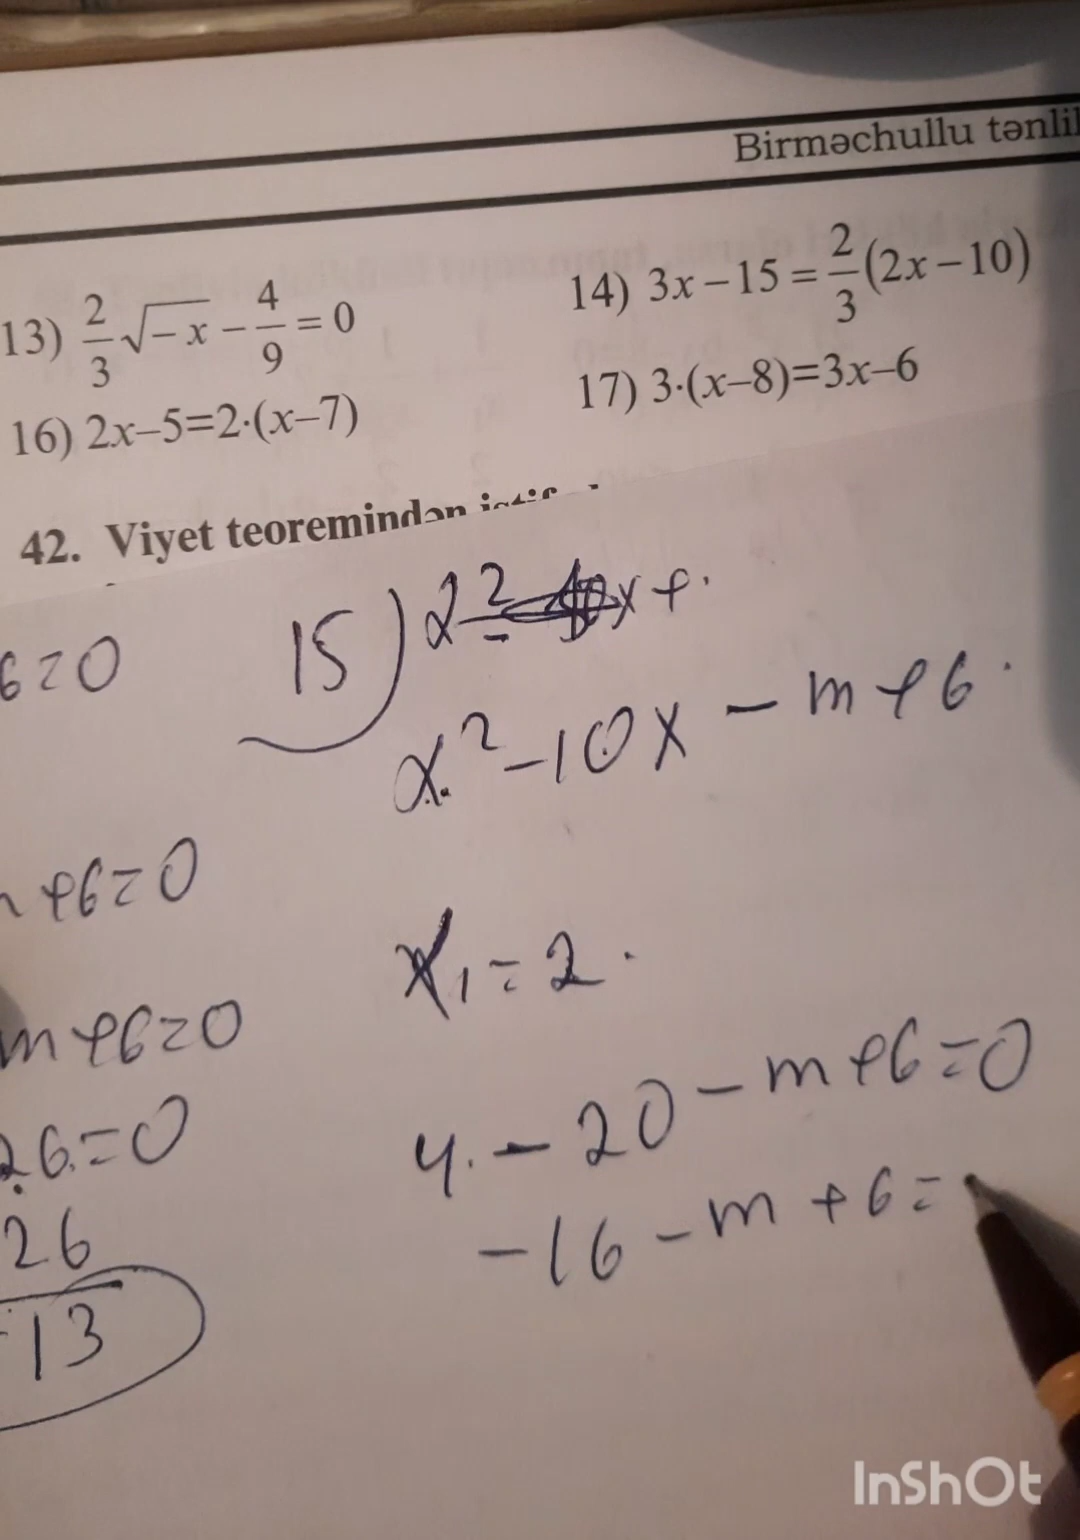 Birməchullu tənlil
13) 2/3 √−x − 4/9 = 0
14) 3x−15 = 2/3 (2x−10)
16) 2x−5=2·(x−7)
17) 3·(x−8)=3x−6
42. Viyet teoremindən
6=0
15)
x²-10x - m+6
+6=0
x₁=2.
m+6=0
4.-20-m+6=0
26.=0
-16-m+6=
26
-13
InShOt